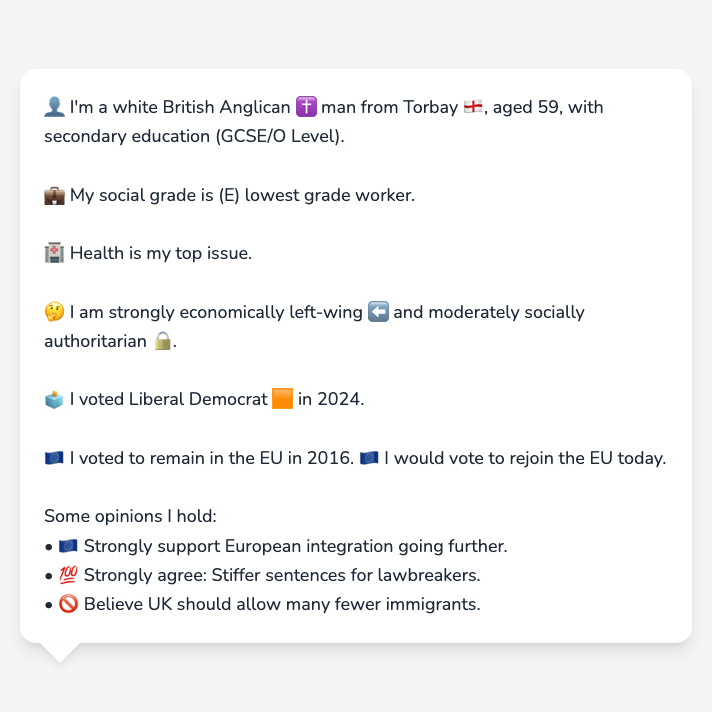 👤 I'm a white British Anglican ✝️ man from Torbay 🏴󠁧󠁢󠁥󠁮󠁧󠁿, aged 59, with
secondary education (GCSE/O Level).
💼 My social grade is (E) lowest grade worker.
🏥 Health is my top issue.
🤔 I am strongly economically left-wing ⬅️ and moderately socially
authoritarian 🔒.
🗳️ I voted Liberal Democrat 🟧 in 2024.
🇪🇺 I voted to remain in the EU in 2016. 🇪🇺 I would vote to rejoin the EU today.
Some opinions I hold:
• 🇪🇺 Strongly support European integration going further.
• 💯 Strongly agree: Stiffer sentences for lawbreakers.
• 🚫 Believe UK should allow many fewer immigrants.